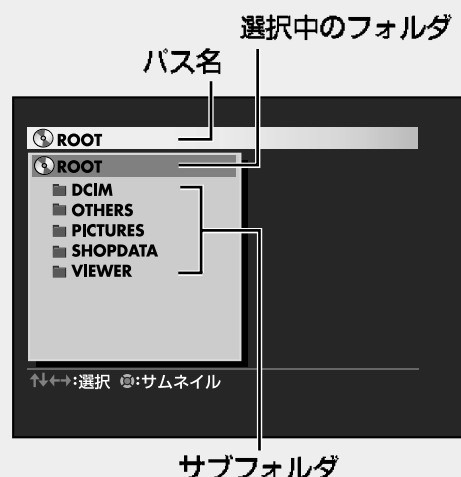 選択中のフォルダ
パス名
ROOT
ROOT
DCIM
OTHERS
PICTURES
SHOPDATA
VIEWER
↑↓←→:選択 :サムネイル
サブフォルダ